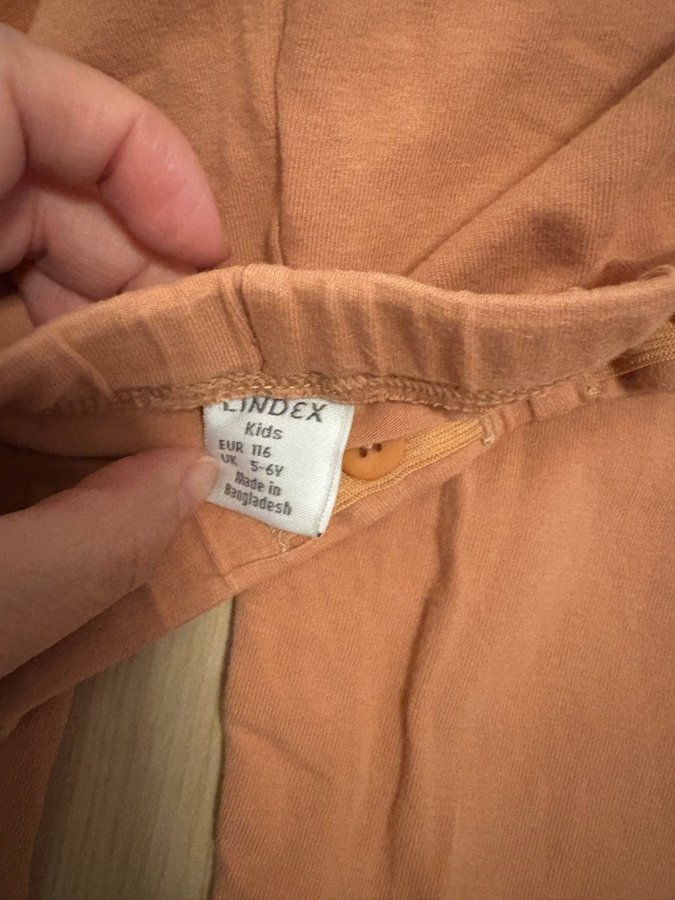 LINDEX
Kids
EUR 116
UK 5-6Y
Made in
Bangladesh